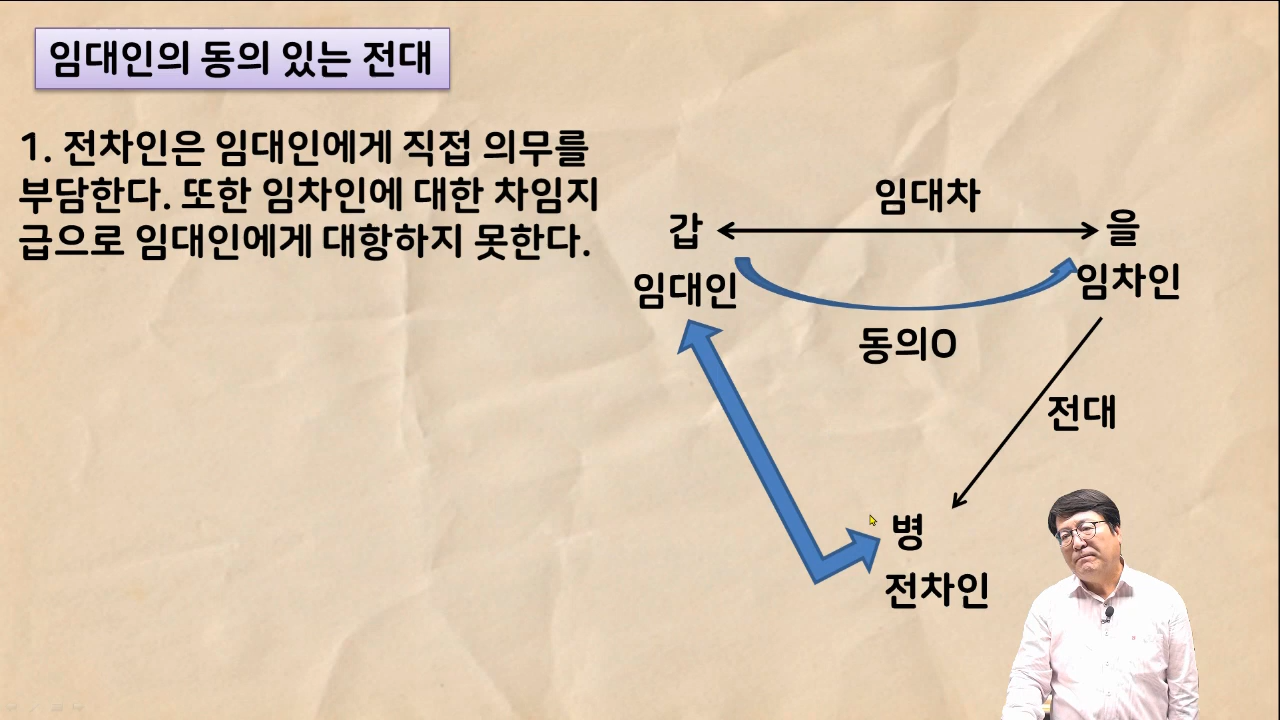 임대인의 동의 있는 전대
1. 전차인은 임대인에게 직접 의무를
부담한다. 또한 임차인에 대한 차임지
급으로 임대인에게 대항하지 못한다.
임대차
갑
을
임대인
임차인
동의O
전대
병
전차인